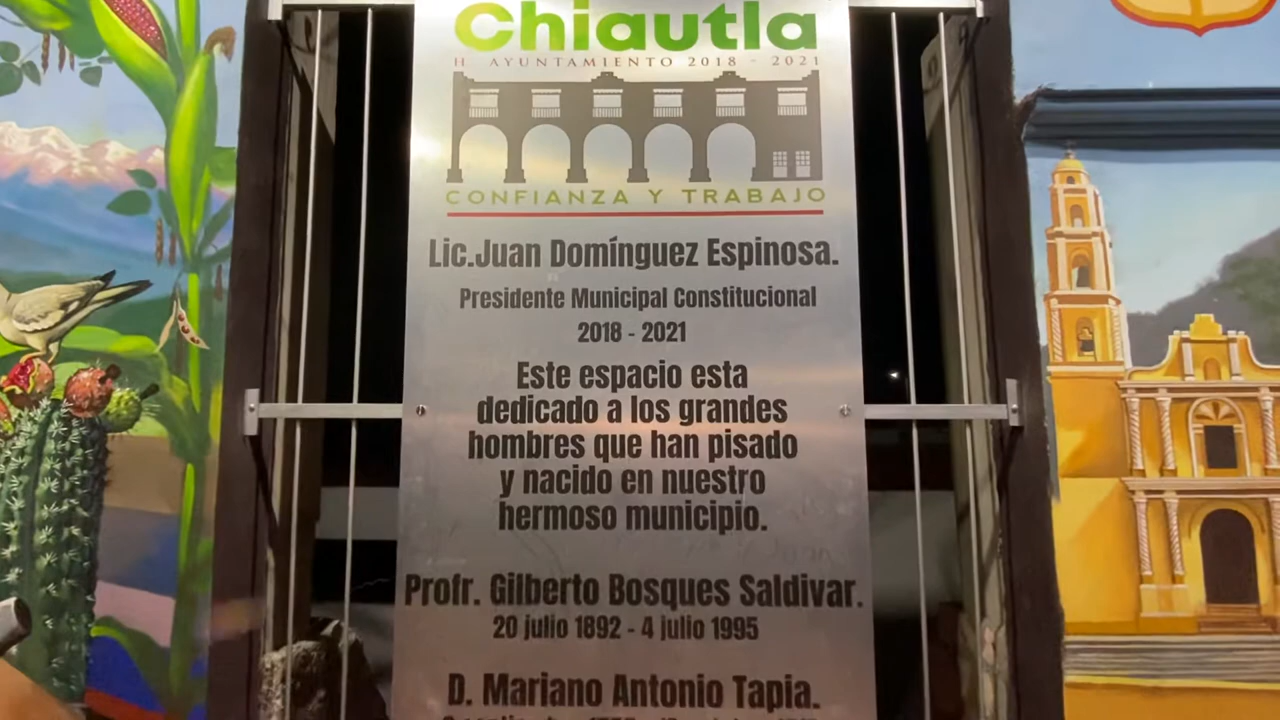 Chiautla
H AYUNTAMIENTO 2018 - 2021
CONFIANZA Y TRABAJO
Lic.Juan Domínguez Espinosa.
Presidente Municipal Constitucional
2018 - 2021
Este espacio esta
dedicado a los grandes
hombres que han pisado
y nacido en nuestro
hermoso municipio.
Profr. Gilberto Bosques Saldivar.
20 julio 1892 - 4 julio 1995
D. Mariano Antonio Tapia.